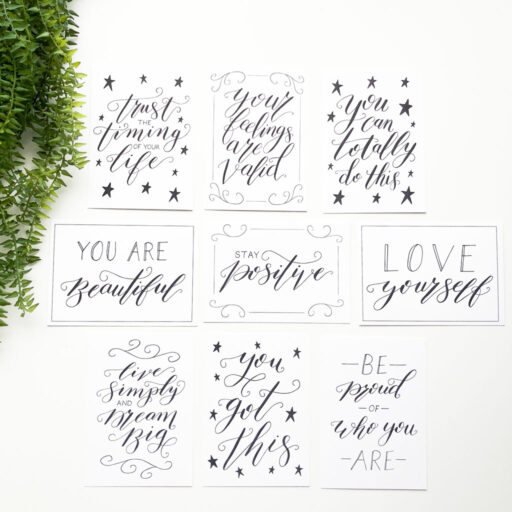 trust
THE
timing
OF YOUR
life
your
feelings
are
valid
you
can
totally
do this
YOU ARE
Beautiful
STAY
positive
LOVE
yourself
live
simply
AND
Dream
Big
you
got
this
BE
proud
OF
who you
ARE